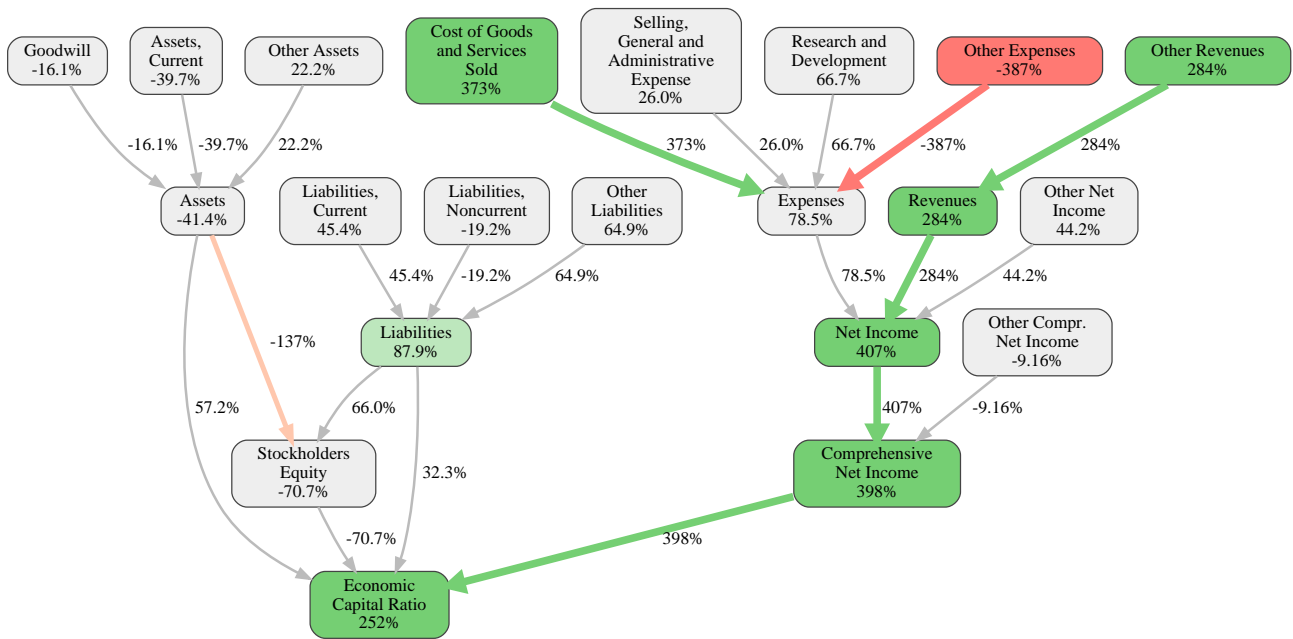 Goodwill
-16.1%
Assets,
Current
-39.7%
Other Assets
22.2%
Cost of Goods
and Services
Sold
373%
Selling,
General and
Administrative
Expense
26.0%
Research and
Development
66.7%
Other Expenses
-387%
Other Revenues
284%
-16.1%
-39.7%
22.2%
373%
26.0%
66.7%
-387%
284%
Assets
-41.4%
Liabilities,
Current
45.4%
Liabilities,
Noncurrent
-19.2%
Other
Liabilities
64.9%
Expenses
78.5%
Revenues
284%
Other Net
Income
44.2%
45.4%
-19.2%
64.9%
78.5%
284%
44.2%
-137%
Liabilities
87.9%
Net Income
407%
Other Compr.
Net Income
-9.16%
57.2%
66.0%
407%
-9.16%
Stockholders
Equity
-70.7%
32.3%
Comprehensive
Net Income
398%
-70.7%
398%
Economic
Capital Ratio
252%